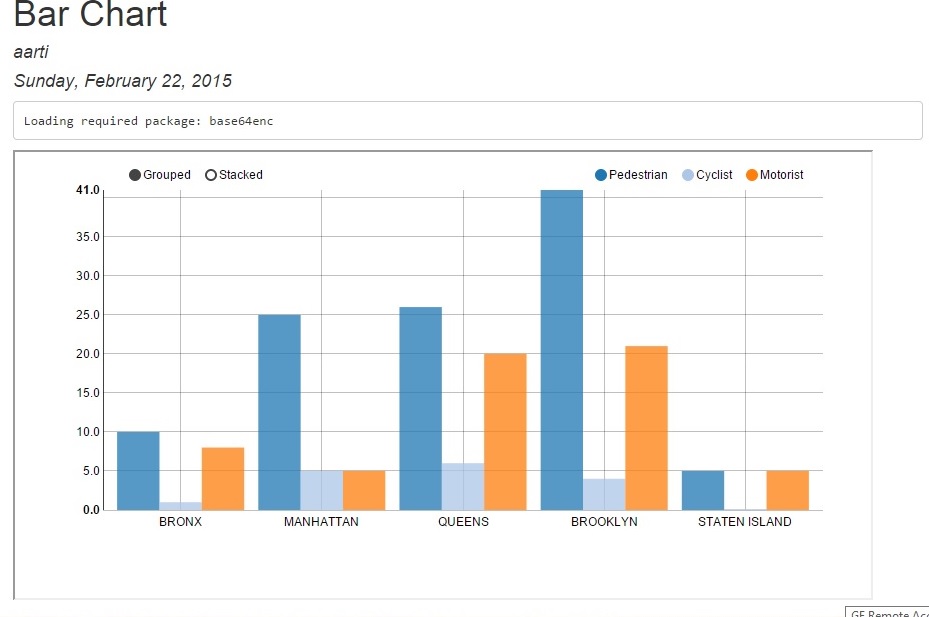 Bar Chart
aarti
Sunday, February 22, 2015
Loading required package: base64enc
Grouped Stacked Pedestrian Cyclist Motorist
41.0
35.0
30.0
25.0
20.0
15.0
10.0
5.0
0.0
BRONX MANHATTAN QUEENS BROOKLYN STATEN ISLAND
GF Remote